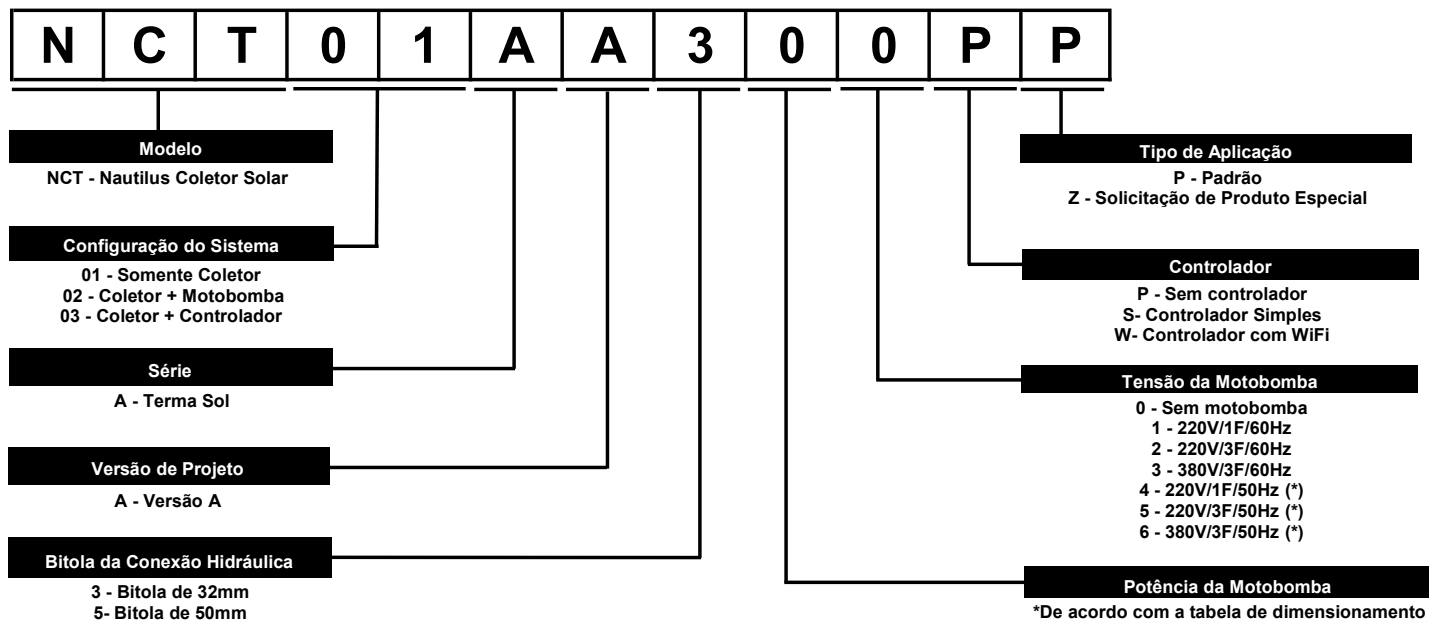 N C T 0 1 A A 3 0 0 P P
Modelo
NCT - Nautilus Coletor Solar
Configuração do Sistema
01 - Somente Coletor
02 - Coletor + Motobomba
03 - Coletor + Controlador
Série
A - Terma Sol
Versão de Projeto
A - Versão A
Bitola da Conexão Hidráulica
3 - Bitola de 32mm
5- Bitola de 50mm
Tipo de Aplicação
P - Padrão
Z - Solicitação de Produto Especial
Controlador
P - Sem controlador
S- Controlador Simples
W- Controlador com WiFi
Tensão da Motobomba
0 - Sem motobomba
1 - 220V/1F/60Hz
2 - 220V/3F/60Hz
3 - 380V/3F/60Hz
4 - 220V/1F/50Hz (*)
5 - 220V/3F/50Hz (*)
6 - 380V/3F/50Hz (*)
Potência da Motobomba
*De acordo com a tabela de dimensionamento